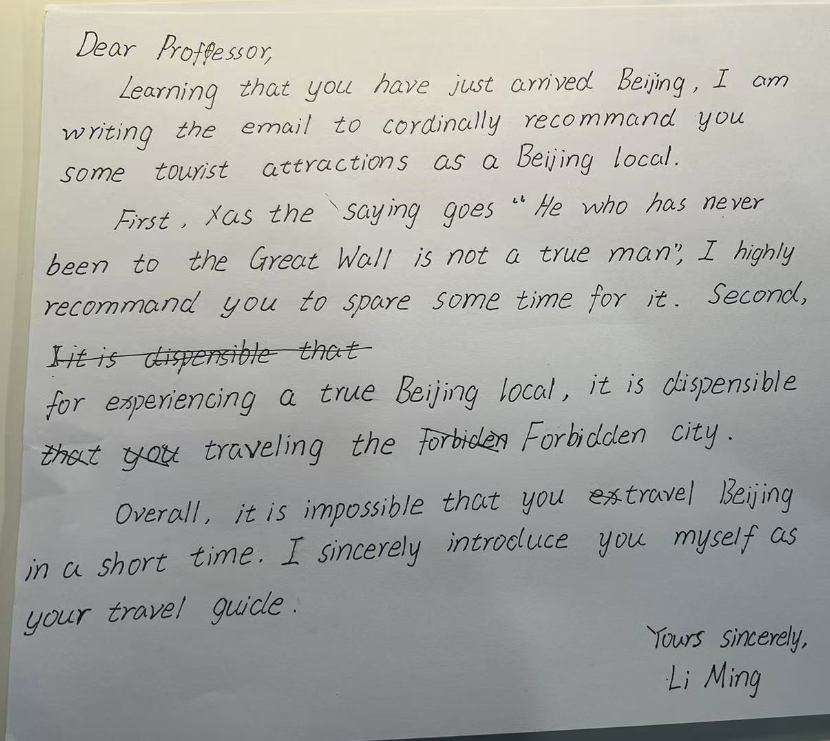 Dear Proffessor,
Learning that you have just arrived Beijing, I am
writing the email to cordinally recommand you
some tourist attractions as a Beijing local.
First, as the saying goes "He who has never
been to the Great Wall is not a true man", I highly
recommand you to spare some time for it. Second,
I it is dispensible that
for experiencing a true Beijing local, it is dispensible
that you traveling the forbiden Forbidden city.
Overall, it is impossible that you ex travel Beijing
in a short time. I sincerely introduce you myself as
your travel guide.
Yours sincerely,
Li Ming